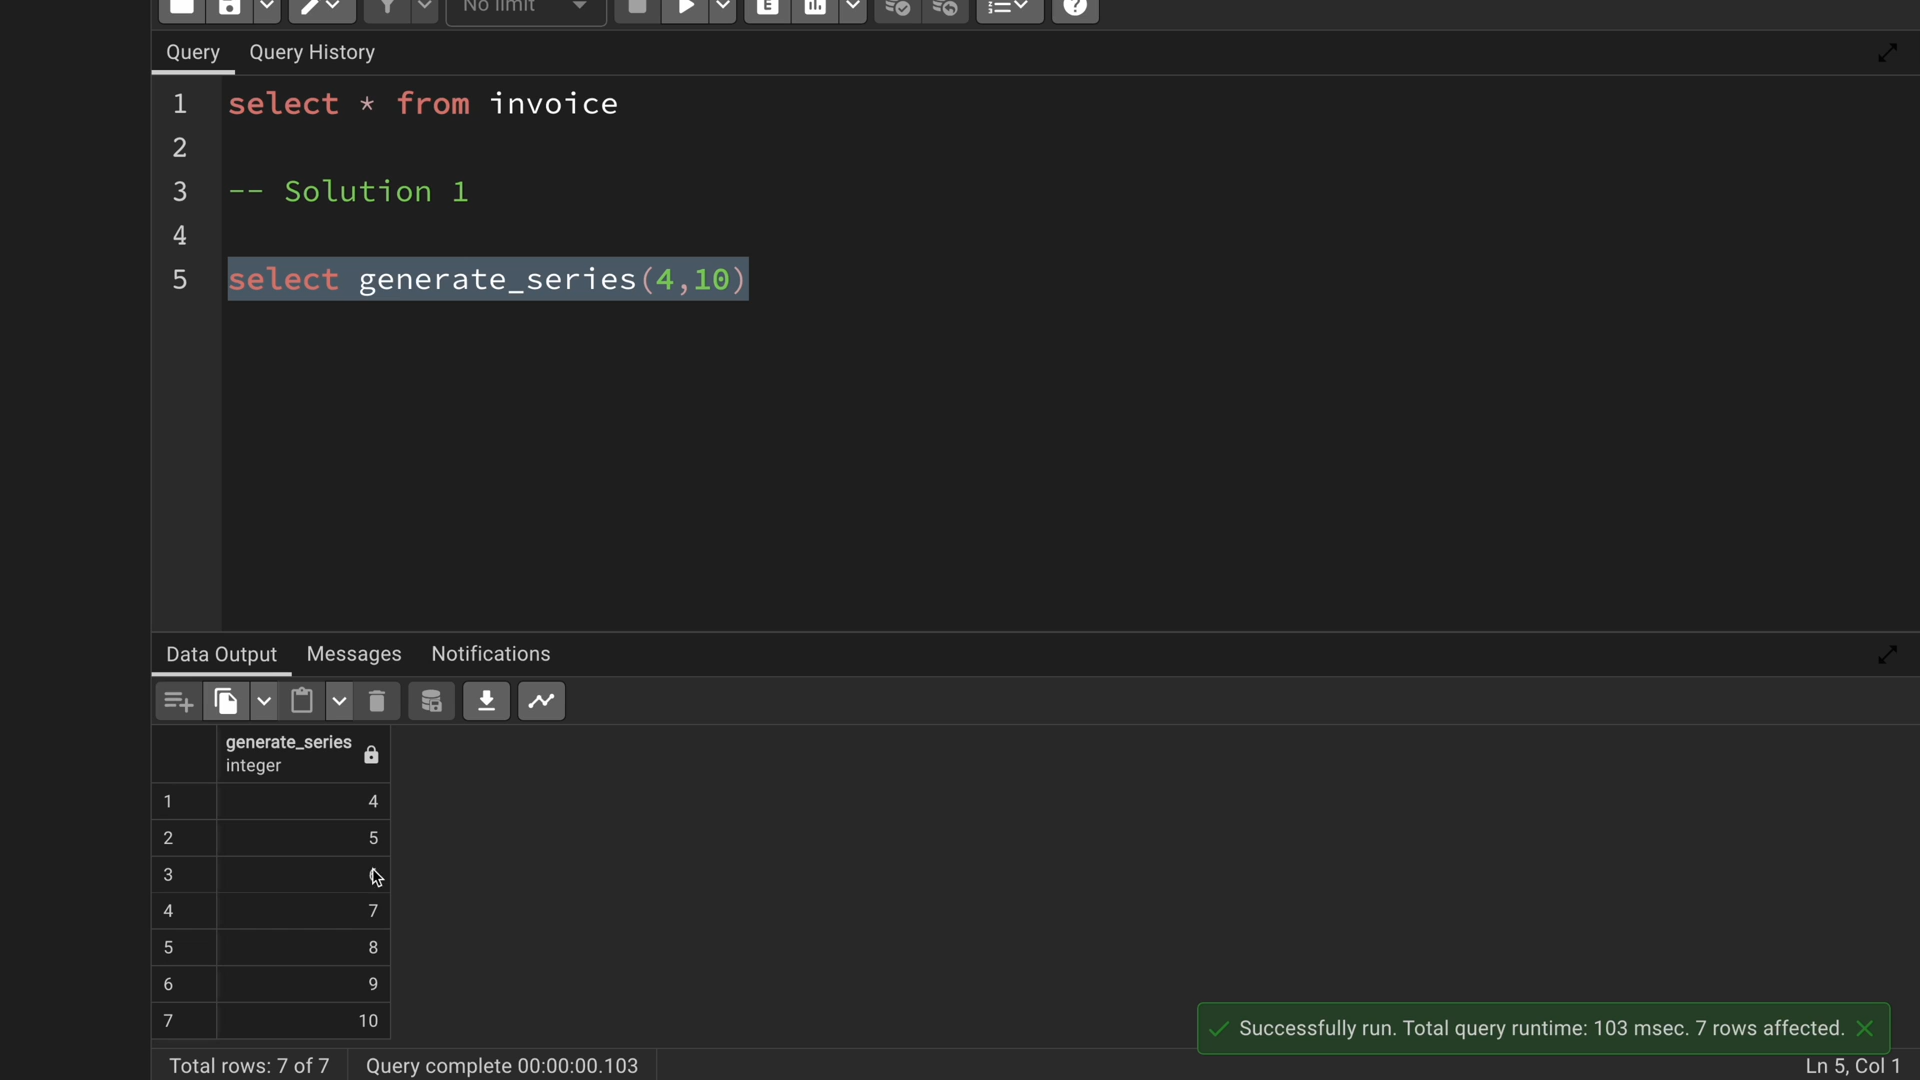 No limit
Query Query History
1 select * from invoice
2
3 -- Solution 1
4
5 select generate_series(4,10)
Data Output Messages Notifications
generate_series
integer
1 4
2 5
3
4 7
5 8
6 9
7 10
Successfully run. Total query runtime: 103 msec. 7 rows affected.
Total rows: 7 of 7 Query complete 00:00:00.103 Ln 5, Col 1